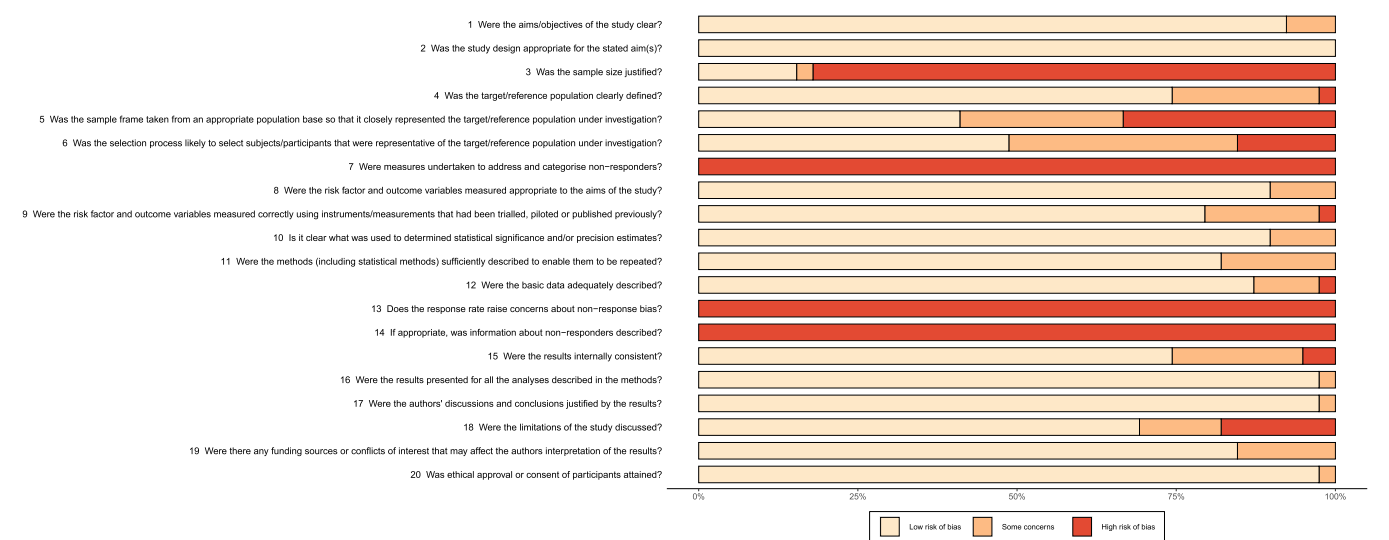 1 Were the aims/objectives of the study clear?
2 Was the study design appropriate for the stated aim(s)?
3 Was the sample size justified?
4 Was the target/reference population clearly defined?
5 Was the sample frame taken from an appropriate population base so that it closely represented the target/reference population under investigation?
6 Was the selection process likely to select subjects/participants that were representative of the target/reference population under investigation?
7 Were measures undertaken to address and categorise non−responders?
8 Were the risk factor and outcome variables measured appropriate to the aims of the study?
9 Were the risk factor and outcome variables measured correctly using instruments/measurements that had been trialled, piloted or published previously?
10 Is it clear what was used to determined statistical significance and/or precision estimates?
11 Were the methods (including statistical methods) sufficiently described to enable them to be repeated?
12 Were the basic data adequately described?
13 Does the response rate raise concerns about non−response bias?
14 If appropriate, was information about non−responders described?
15 Were the results internally consistent?
16 Were the results presented for all the analyses described in the methods?
17 Were the authors' discussions and conclusions justified by the results?
18 Were the limitations of the study discussed?
19 Were there any funding sources or conflicts of interest that may affect the authors interpretation of the results?
20 Was ethical approval or consent of participants attained?
0% 25% 50% 75% 100%
Low risk of bias Some concerns High risk of bias